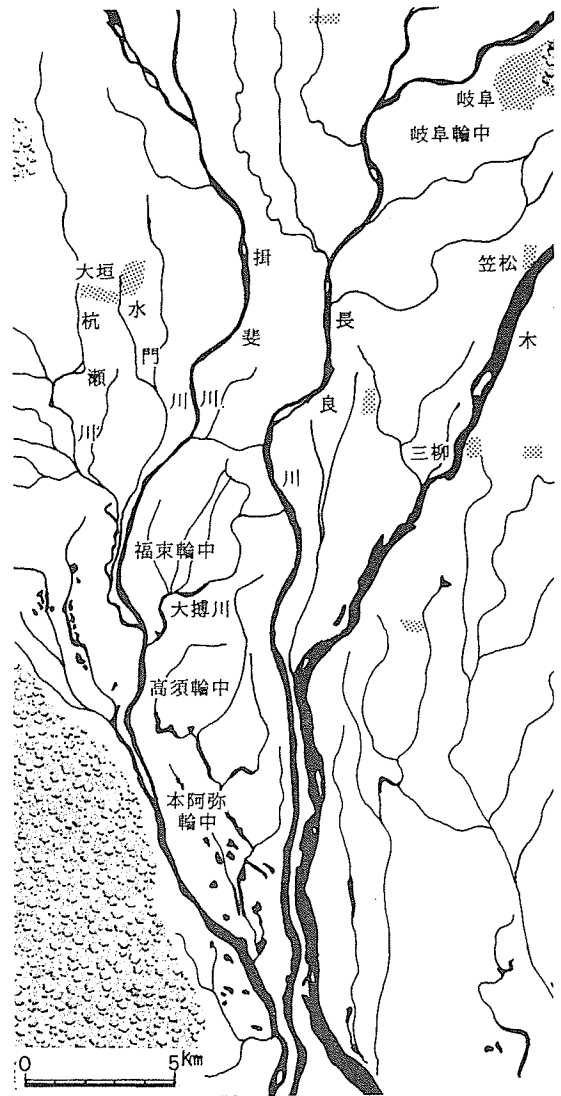 岐阜
岐阜輪中
笠松
大垣
揖斐川
杭瀬川
水門川
長良川
木
三柳
福束輪中
大搏川
高須輪中
本阿弥
輪中
0 5Km